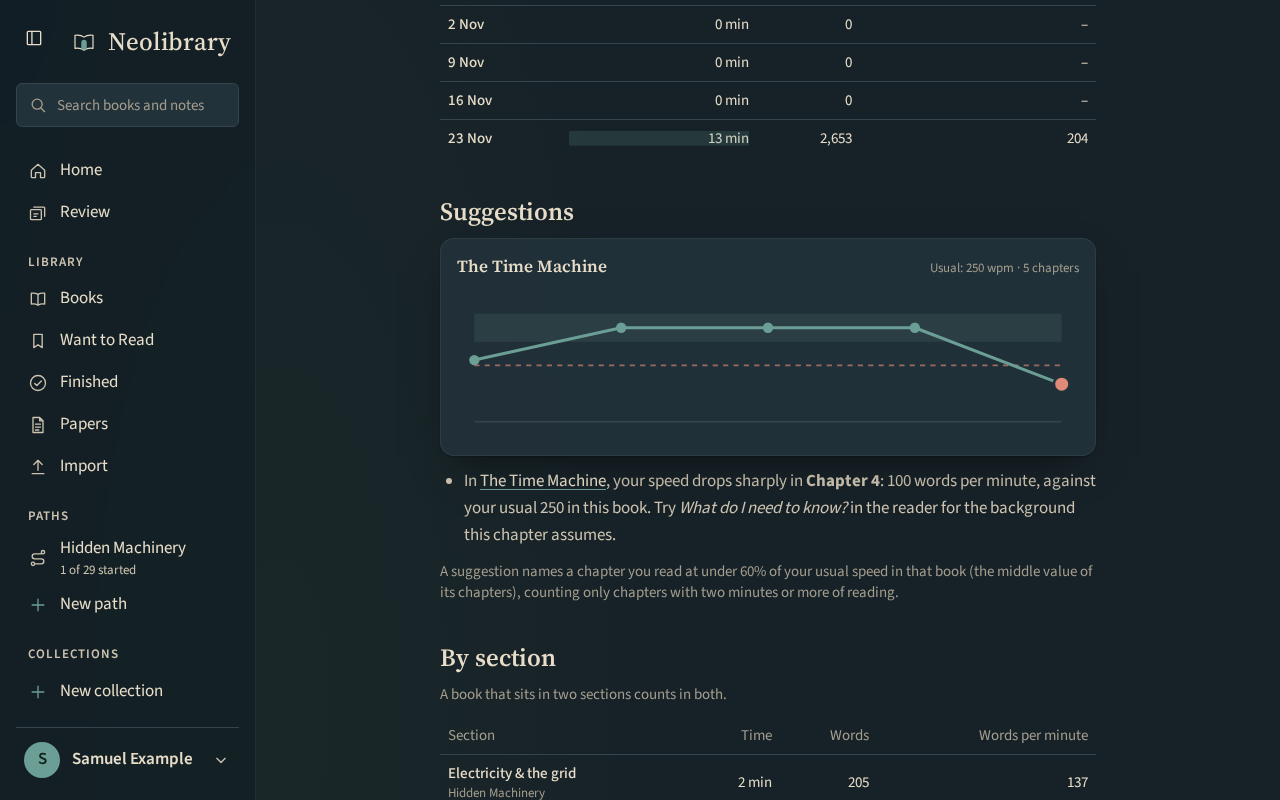 Neolibrary
Search books and notes
Home
Review
LIBRARY
Books
Want to Read
Finished
Papers
Import
PATHS
Hidden Machinery
1 of 29 started
New path
COLLECTIONS
New collection
S
Samuel Example
2 Nov 0 min 0 –
9 Nov 0 min 0 –
16 Nov 0 min 0 –
23 Nov 13 min 2,653 204
Suggestions
The Time Machine
Usual: 250 wpm · 5 chapters
In The Time Machine, your speed drops sharply in Chapter 4: 100 words per minute, against
your usual 250 in this book. Try What do I need to know? in the reader for the background
this chapter assumes.
A suggestion names a chapter you read at under 60% of your usual speed in that book (the middle value of
its chapters), counting only chapters with two minutes or more of reading.
By section
A book that sits in two sections counts in both.
Section Time Words Words per minute
Electricity & the grid 2 min 205 137
Hidden Machinery